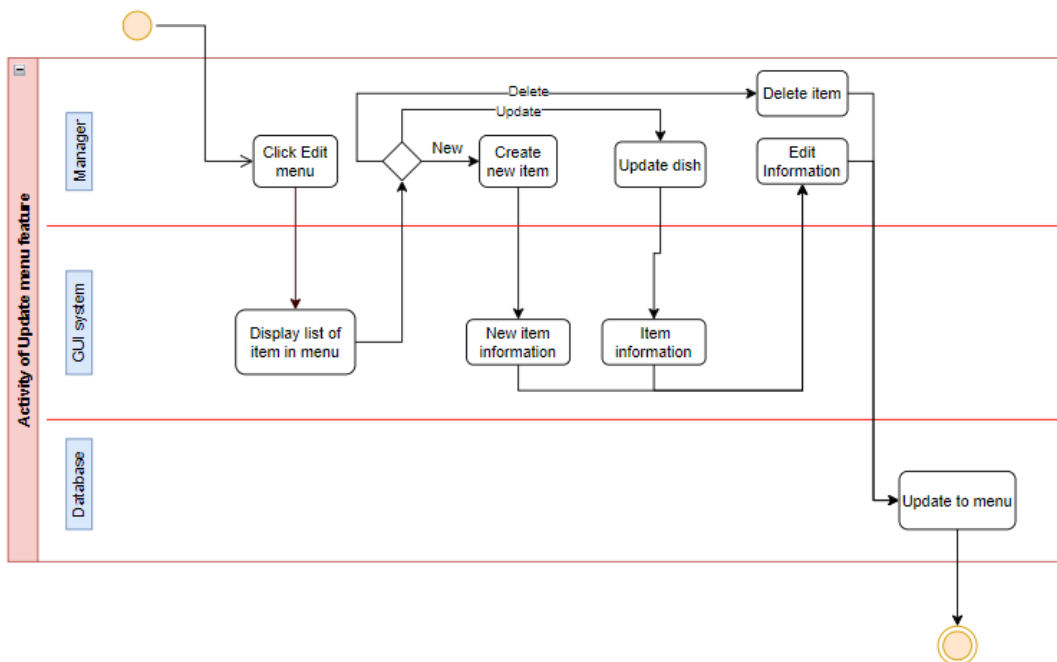 Activity of Update menu feature
Manager
Delete
Delete item
Update
Click Edit
menu
New
Create
new item
Update dish
Edit
Information
GUI system
Display list of
item in menu
New item
information
Item
information
Database
Update to menu